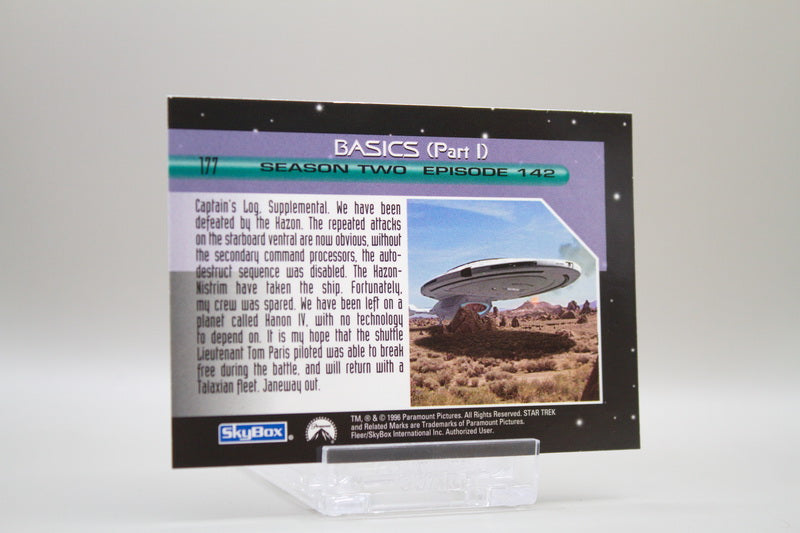 BASICS (Part I)
177 SEASON TWO EPISODE 142
Captain's Log, Supplemental. We have been
defeated by the Kazon. The repeated attacks
on the starboard ventral are now obvious, without
the secondary command processors, the auto-
destruct sequence was disabled. The Kazon-
Nistrim have taken the ship. Fortunately,
my crew was spared. We have been left on a
planet called Hanon IV, with no technology
to depend on. It is my hope that the shuttle
Lieutenant Tom Paris piloted was able to break
free during the battle, and will return with a
Talaxian fleet. Janeway out.
SkyBox®
Paramount
TM, ® & © 1996 Paramount Pictures. All Rights Reserved. STAR TREK
and Related Marks are Trademarks of Paramount Pictures.
Fleer/SkyBox International Inc. Authorized User.